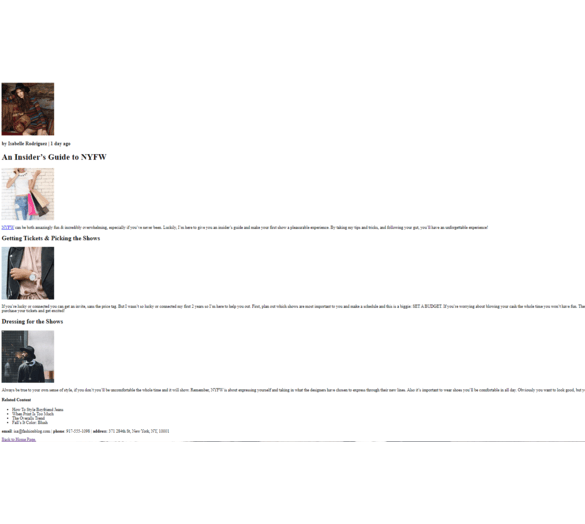 by Isabelle Rodriguez | 1 day ago
An Insider's Guide to NYFW
NYFW can be both amazingly fun & incredibly overwhelming, especially if you've never been. Luckily, I'm here to give you an insider's guide and make your first show a pleasurable experience. By taking my tips and tricks, and following your gut, you'll have an unforgettable experience!
Getting Tickets & Picking the Shows
If you're lucky or connected you can get an invite, sans the price tag. But I wasn't so lucky or connected my first 2 years so I'm here to help you out. First, plan out which shows are most important to you and make a schedule and this is a biggie: SET A BUDGET. If you're worrying about blowing your cash the whole time you won't have fun. The
purchase your tickets and get excited!
Dressing for the Shows
Always be true to your own sense of style, if you don't you'll be uncomfortable the whole time and it will show. Remember, NYFW is about expressing yourself and taking in what the designers have chosen to express through their new lines. Also it's important to wear shoes you'll be comfortable in all day. Obviously you want to look good, but y
Related Content
How To Style Boyfriend Jeans
When Print Is Too Much
The Overalls Trend
Fall's It Color: Blush
email: | phone: 917-555-1098 | address: 371 284th St, New York, NY, 10001
Back to Home Page